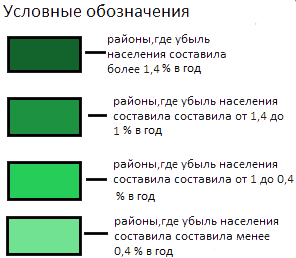 Условные обозначения
районы,где убыль
населения составила
более 1,4 % в год
районы,где убыль населения
составила составила от 1,4 до
1 % в год
районы,где убыль населения
составила составила от 1 до 0,4
% в год
районы,где убыль населения
составила составила менее
0,4 % в год